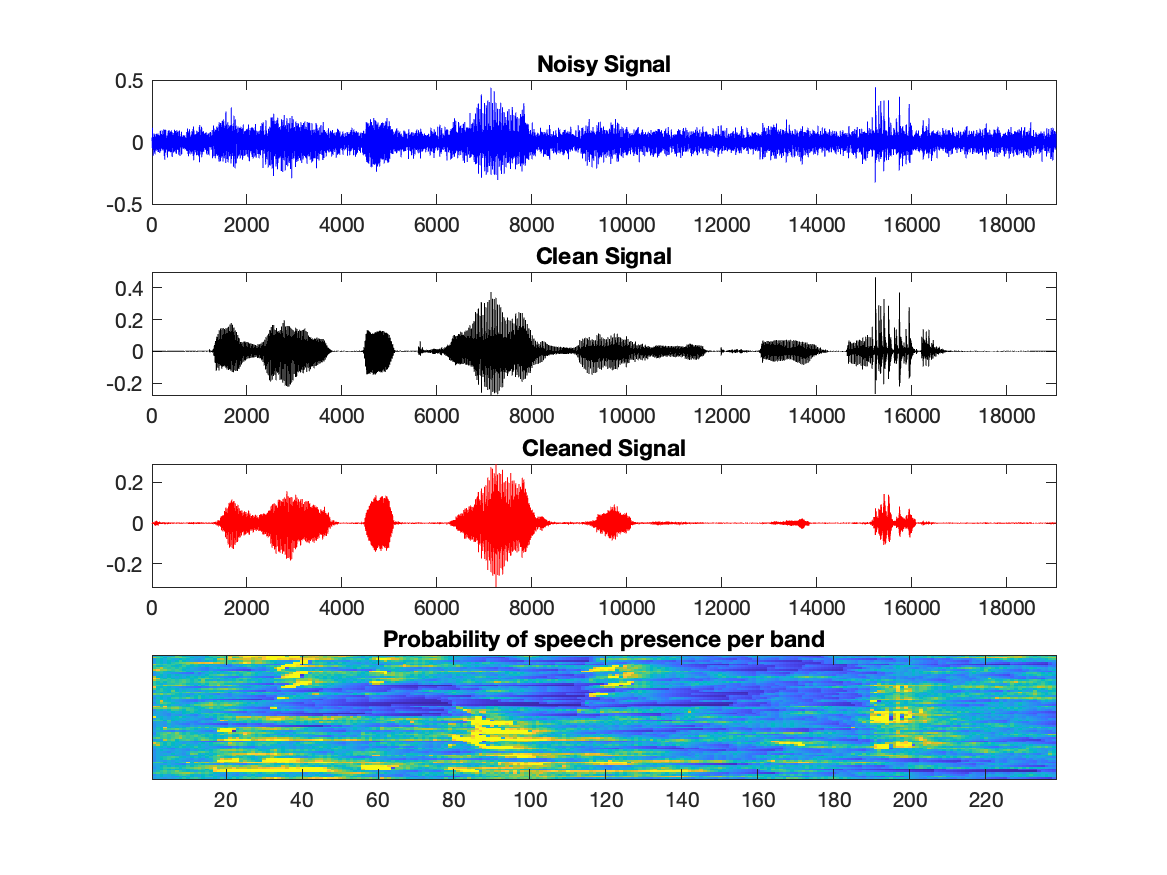 Noisy Signal
0.5
0
-0.5
0 2000 4000 6000 8000 10000 12000 14000 16000 18000
Clean Signal
0.4
0.2
0
-0.2
0 2000 4000 6000 8000 10000 12000 14000 16000 18000
Cleaned Signal
0.2
0
-0.2
0 2000 4000 6000 8000 10000 12000 14000 16000 18000
Probability of speech presence per band
20 40 60 80 100 120 140 160 180 200 220